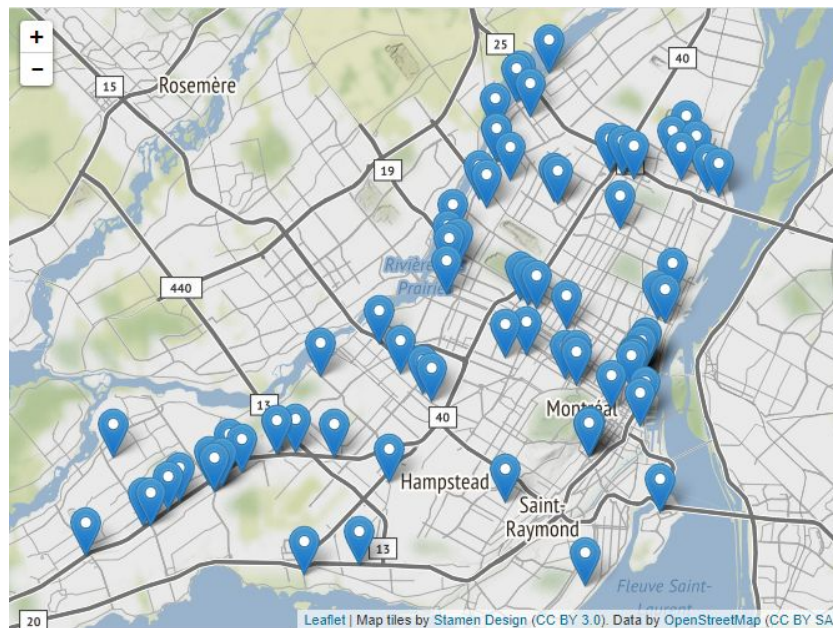 +
−
25
40
15
Rosemère
19
Rivière
Prairie
440
13
40
Montréal
Hampstead
Saint-
Raymond
13
Fleuve Saint-
Laurent
20
Leaflet | Map tiles by Stamen Design (CC BY 3.0). Data by OpenStreetMap (CC BY SA